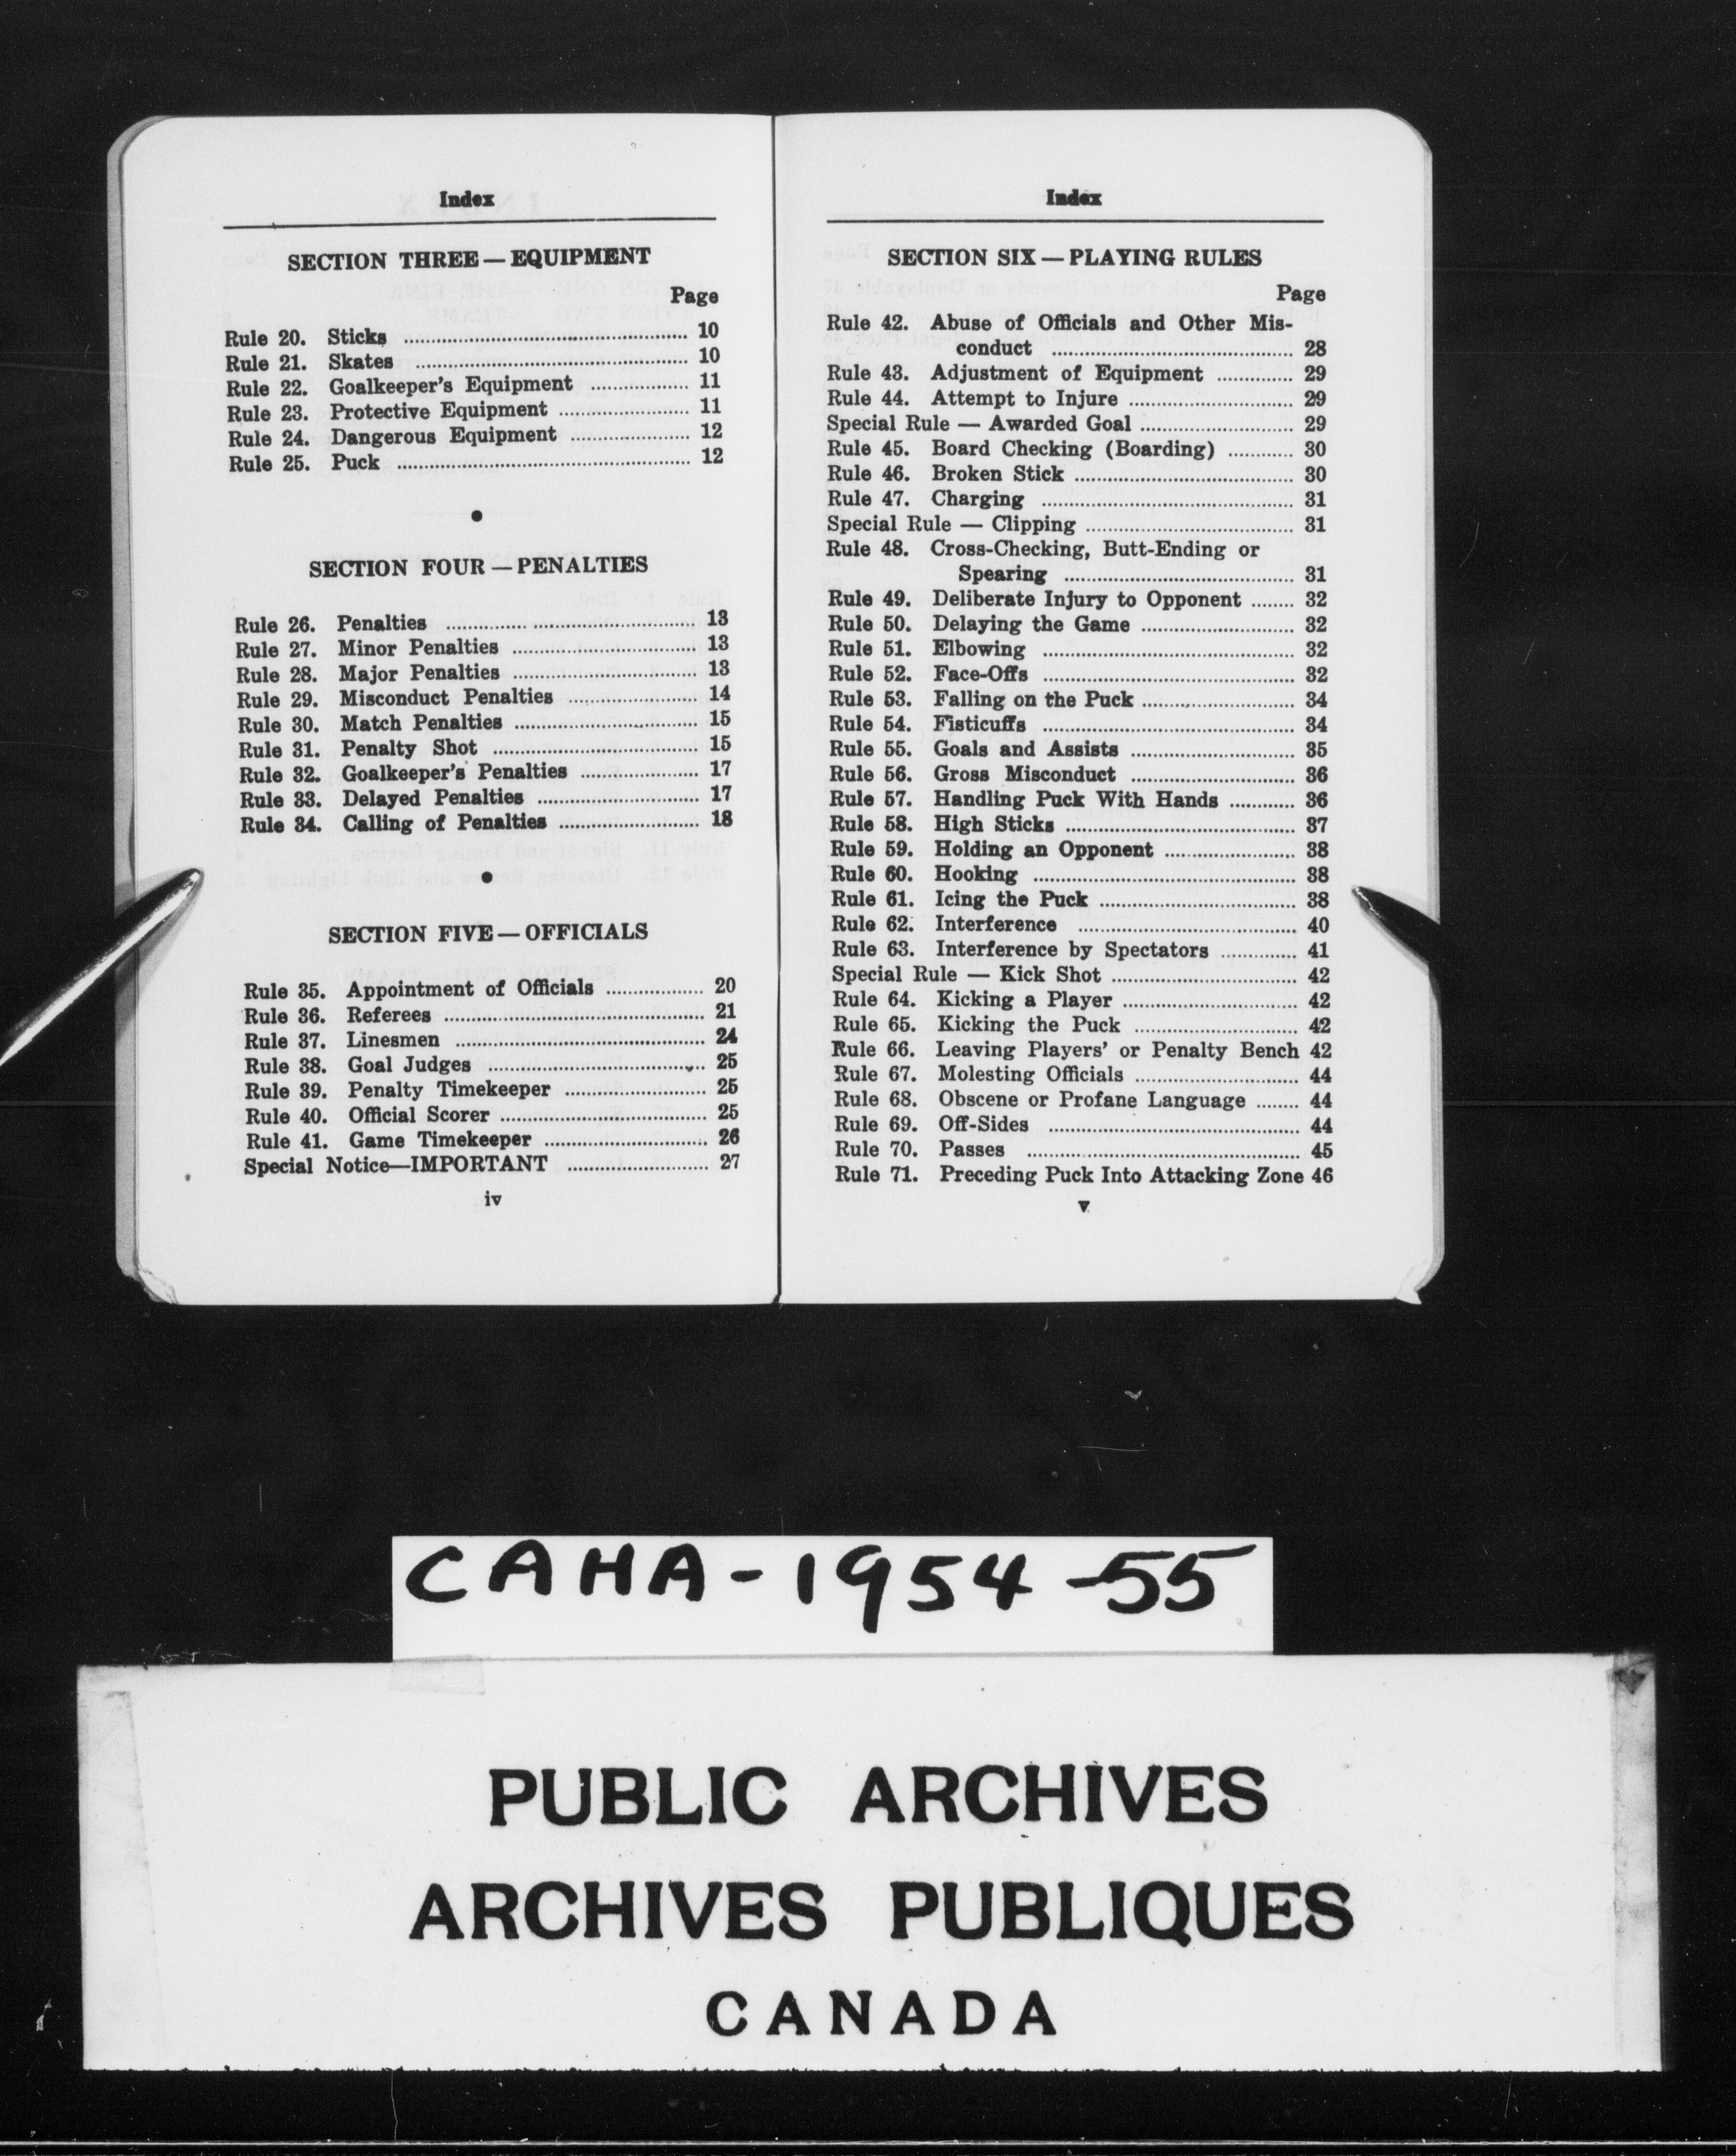 Index
SECTION THREE — EQUIPMENT
Page
Rule 20. Sticks ........ 10
Rule 21. Skates ........ 10
Rule 22. Goalkeeper's Equipment ........ 11
Rule 23. Protective Equipment ........ 11
Rule 24. Dangerous Equipment ........ 12
Rule 25. Puck ........ 12
•
SECTION FOUR — PENALTIES
Rule 26. Penalties ........ 13
Rule 27. Minor Penalties ........ 13
Rule 28. Major Penalties ........ 13
Rule 29. Misconduct Penalties ........ 14
Rule 30. Match Penalties ........ 15
Rule 31. Penalty Shot ........ 15
Rule 32. Goalkeeper's Penalties ........ 17
Rule 33. Delayed Penalties ........ 17
Rule 34. Calling of Penalties ........ 18
•
SECTION FIVE — OFFICIALS
Rule 35. Appointment of Officials ........ 20
Rule 36. Referees ........ 21
Rule 37. Linesmen ........ 24
Rule 38. Goal Judges ........ 25
Rule 39. Penalty Timekeeper ........ 25
Rule 40. Official Scorer ........ 25
Rule 41. Game Timekeeper ........ 26
Special Notice—IMPORTANT ........ 27
iv
Index
SECTION SIX — PLAYING RULES
Page
Rule 42. Abuse of Officials and Other Mis-
conduct ........ 28
Rule 43. Adjustment of Equipment ........ 29
Rule 44. Attempt to Injure ........ 29
Special Rule — Awarded Goal ........ 29
Rule 45. Board Checking (Boarding) ........ 30
Rule 46. Broken Stick ........ 30
Rule 47. Charging ........ 31
Special Rule — Clipping ........ 31
Rule 48. Cross-Checking, Butt-Ending or
Spearing ........ 31
Rule 49. Deliberate Injury to Opponent ........ 32
Rule 50. Delaying the Game ........ 32
Rule 51. Elbowing ........ 32
Rule 52. Face-Offs ........ 32
Rule 53. Falling on the Puck ........ 34
Rule 54. Fisticuffs ........ 34
Rule 55. Goals and Assists ........ 35
Rule 56. Gross Misconduct ........ 36
Rule 57. Handling Puck With Hands ........ 36
Rule 58. High Sticks ........ 37
Rule 59. Holding an Opponent ........ 38
Rule 60. Hooking ........ 38
Rule 61. Icing the Puck ........ 38
Rule 62. Interference ........ 40
Rule 63. Interference by Spectators ........ 41
Special Rule — Kick Shot ........ 42
Rule 64. Kicking a Player ........ 42
Rule 65. Kicking the Puck ........ 42
Rule 66. Leaving Players' or Penalty Bench 42
Rule 67. Molesting Officials ........ 44
Rule 68. Obscene or Profane Language ........ 44
Rule 69. Off-Sides ........ 44
Rule 70. Passes ........ 45
Rule 71. Preceding Puck Into Attacking Zone 46
v
CAHA-1954-55
PUBLIC ARCHIVES
ARCHIVES PUBLIQUES
CANADA